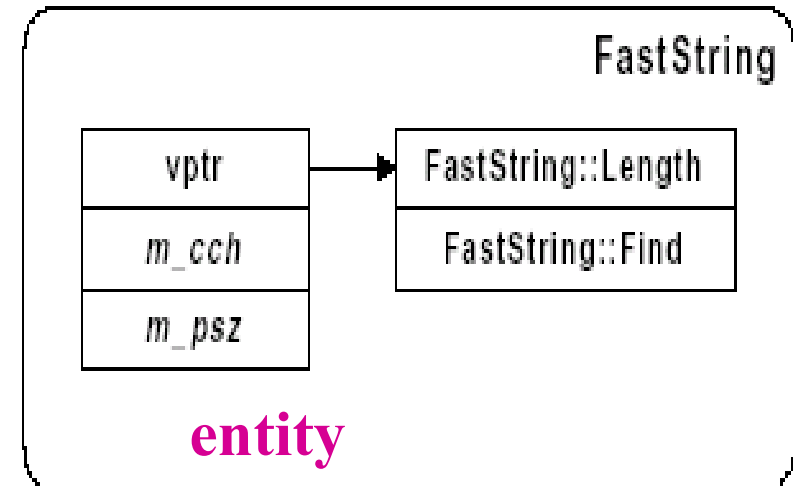 FastString
vptr
FastString::Length
m_cch
FastString::Find
m_psz
entity